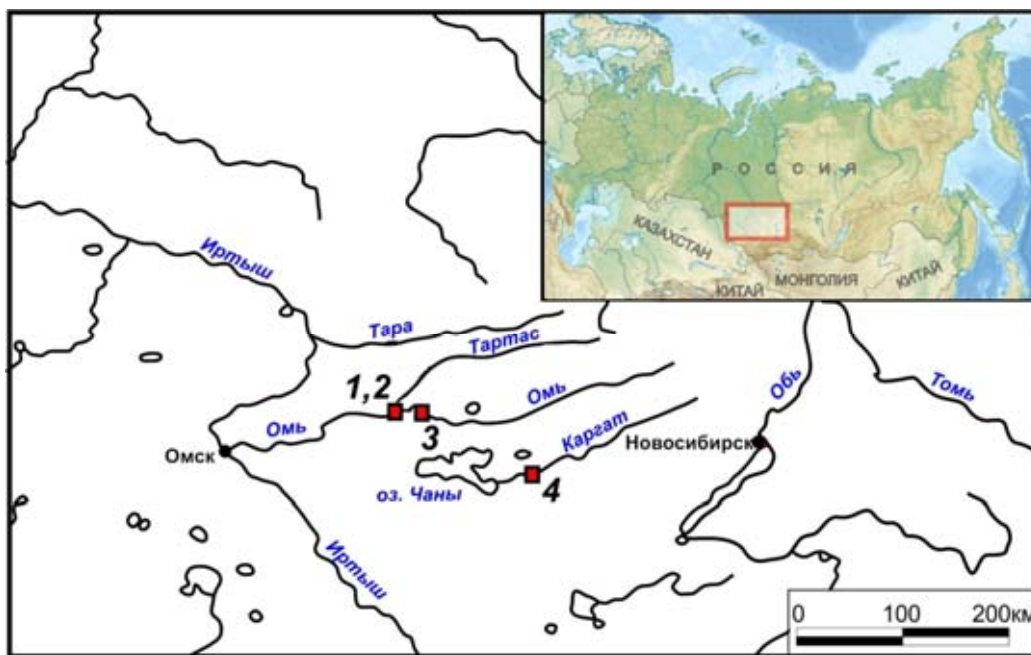 РОССИЯ
КАЗАХСТАН
МОНГОЛИЯ
КИТАЙ
КИТАЙ
Иртыш
Тара
Тартас
1,2
Омь
Омь
3
Каргат
Обь
Томь
Омск
Новосибирск
оз. Чаны
4
Иртыш
0 100 200км